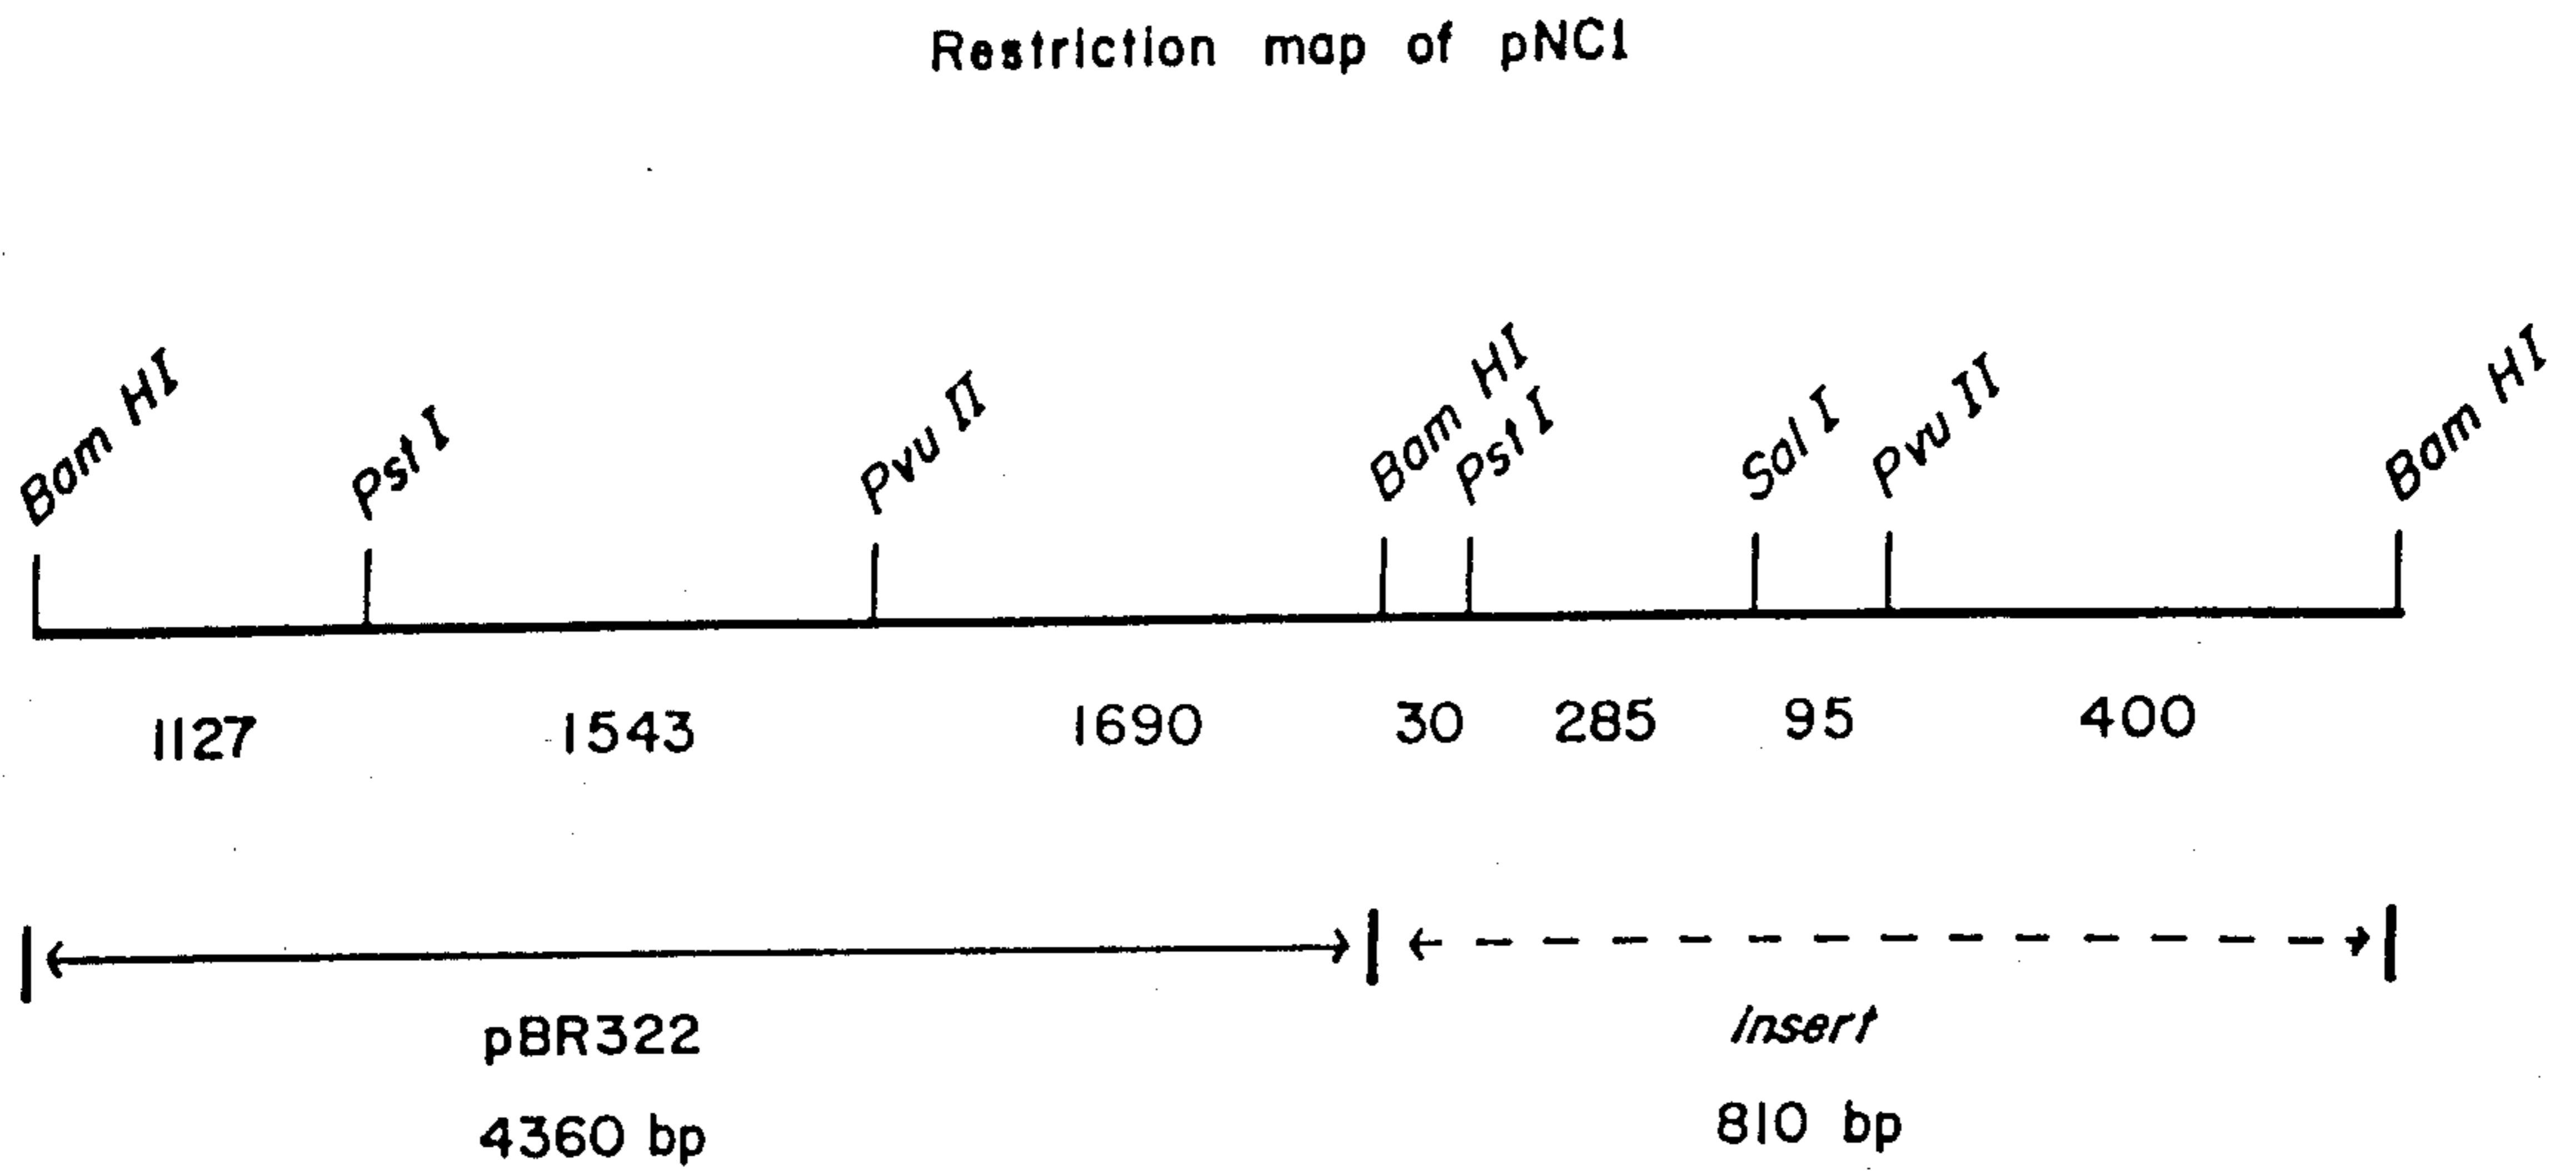 Restriction map of pNC1
Bam HI
Pst I
Pvu II
Bam HI
Pst I
Sal I
Pvu II
Bam HI
1127 1543 1690 30 285 95 400
pBR322
4360 bp
Insert
810 bp